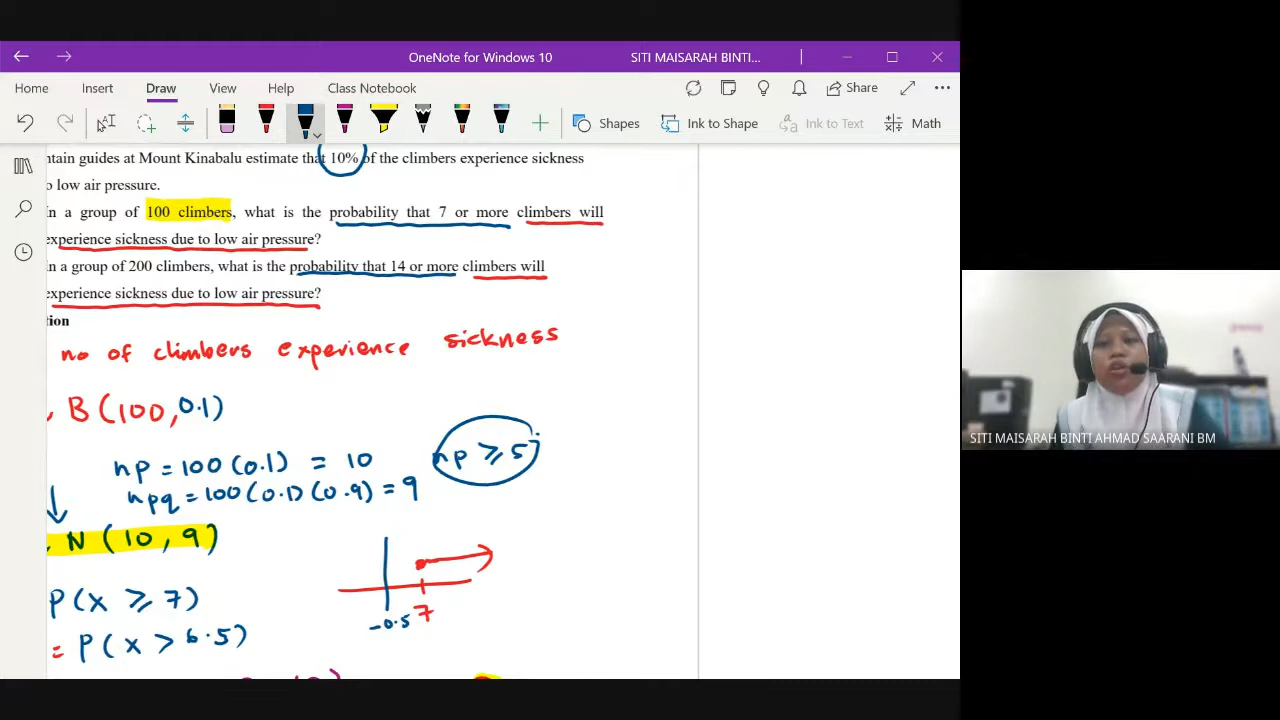 OneNote for Windows 10
SITI MAISARAH BINTI...
Home Insert Draw View Help Class Notebook
Share
Shapes Ink to Shape Ink to Text Math
ntain guides at Mount Kinabalu estimate that 10% of the climbers experience sickness
o low air pressure.
In a group of 100 climbers, what is the probability that 7 or more climbers will
experience sickness due to low air pressure?
in a group of 200 climbers, what is the probability that 14 or more climbers will
experience sickness due to low air pressure?
tion
no of climbers experience sickness
B(100, 0.1)
np = 100(0.1) = 10
np ≥ 5
npq = 100(0.1)(0.9) = 9
N (10, 9)
P(x ≥ 7)
-0.5 7
= P(x > 6.5)
SITI MAISARAH BINTI AHMAD SAARANI BM